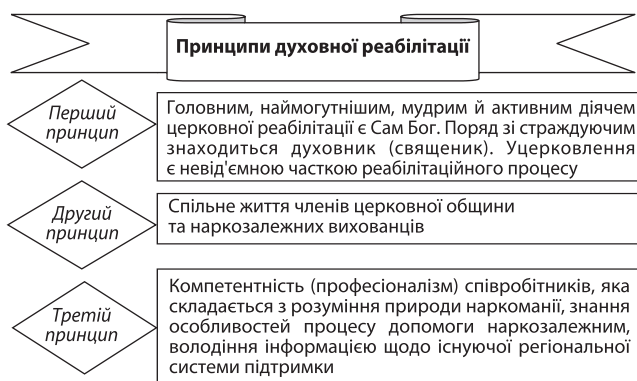 Принципи духовної реабілітації
Перший
принцип
Головним, наймогутнішим, мудрим й активним діячем
церковної реабілітації є Сам Бог. Поряд зі страждуючим
знаходиться духовник (священик). Уцерковлення
є невід'ємною часткою реабілітаційного процесу
Другий
принцип
Спільне життя членів церковної общини
та наркозалежних вихованців
Третій
принцип
Компетентність (професіоналізм) співробітників, яка
складається з розуміння природи наркоманії, знання
особливостей процесу допомоги наркозалежним,
володіння інформацією щодо існуючої регіональної
системи підтримки